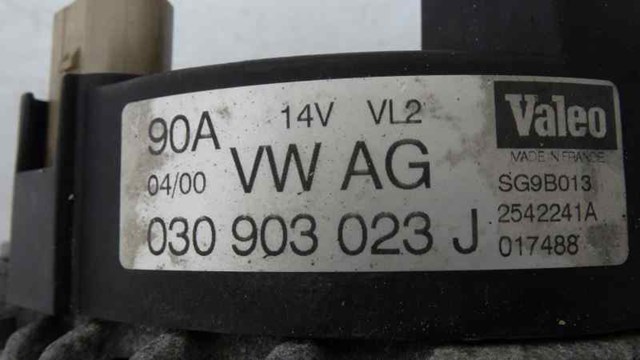 90A 14V VL2
04/00 VW AG
030 903 023 J
Valeo
MADE IN FRANCE
SG9B013
2542241A
017488